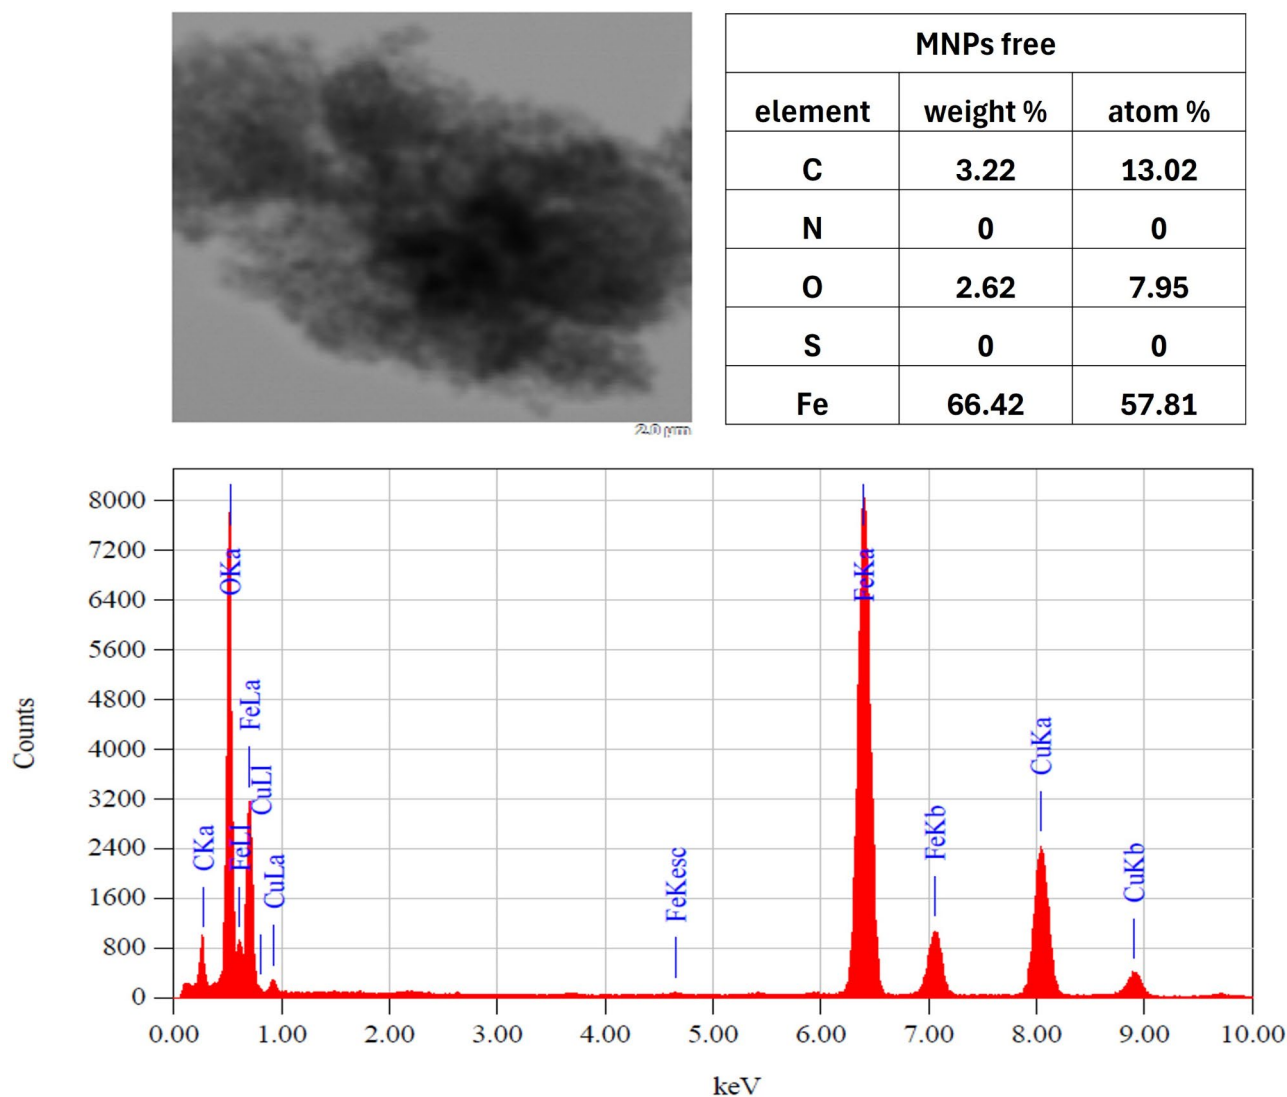 MNPs free
element weight % atom %
C 3.22 13.02
N 0 0
O 2.62 7.95
S 0 0
Fe 66.42 57.81
2.0 μm
8000
7200
6400
5600
4800
4000
3200
2400
1600
800
0
Counts
CKa
OKa
FeLl
FeLa
CuLl
CuLa
FeKesc
FeKa
FeKb
CuKa
CuKb
0.00 1.00 2.00 3.00 4.00 5.00 6.00 7.00 8.00 9.00 10.00
keV